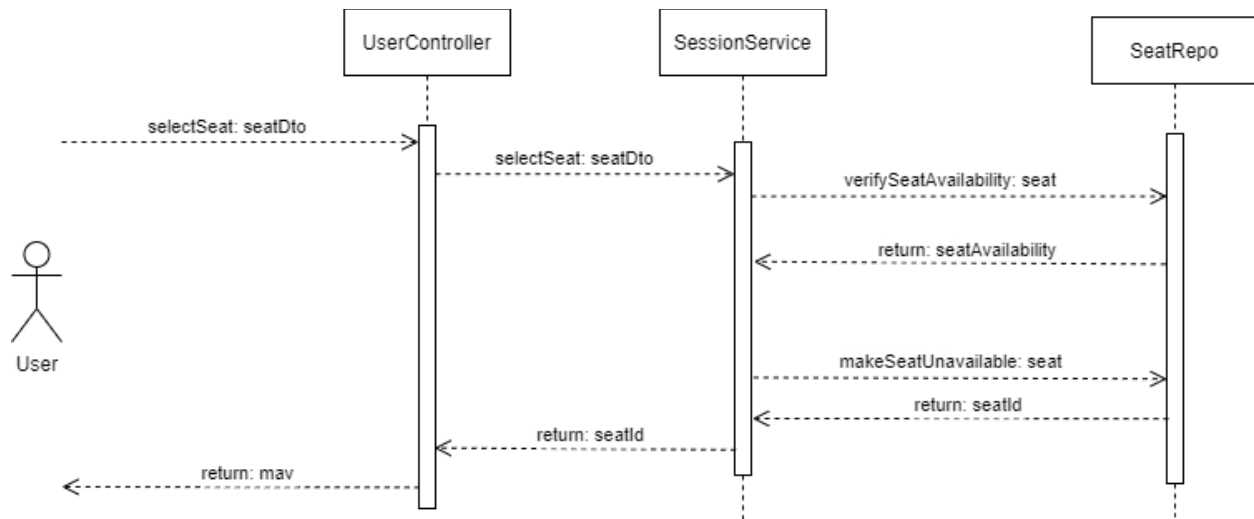 UserController
SessionService
SeatRepo
selectSeat: seatDto
selectSeat: seatDto
verifySeatAvailability: seat
return: seatAvailability
User
makeSeatUnavailable: seat
return: seatId
return: seatId
return: mav